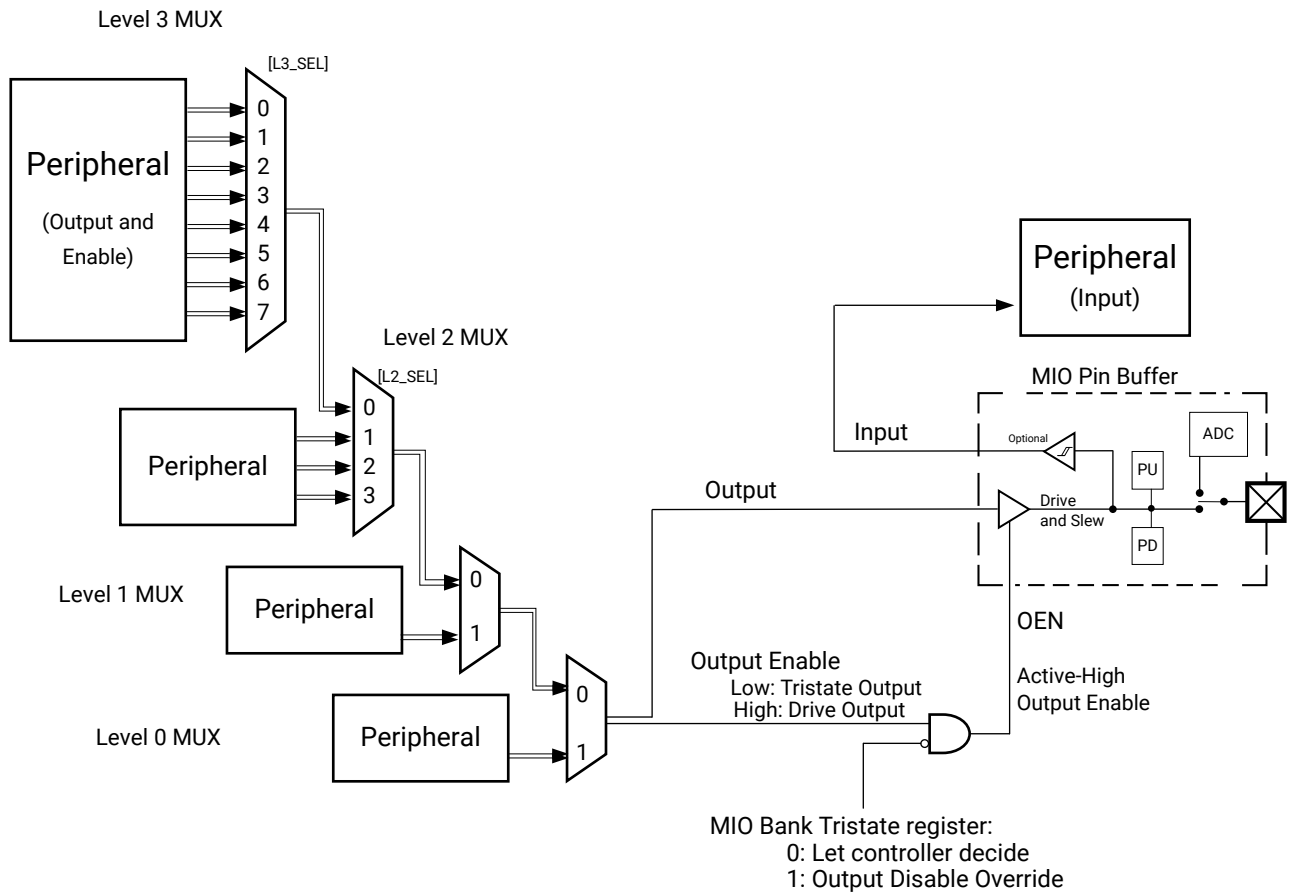 Level 3 MUX
[L3_SEL]
Peripheral
(Output and
Enable)
0
1
2
3
4
5
6
7
Level 2 MUX
[L2_SEL]
Peripheral
0
1
2
3
Level 1 MUX
Peripheral
0
1
Level 0 MUX
Peripheral
0
1
Peripheral
(Input)
MIO Pin Buffer
Input
Optional
ADC
PU
Output
Drive
and Slew
PD
OEN
Output Enable
Low: Tristate Output
High: Drive Output
Active-High
Output Enable
MIO Bank Tristate register:
0: Let controller decide
1: Output Disable Override